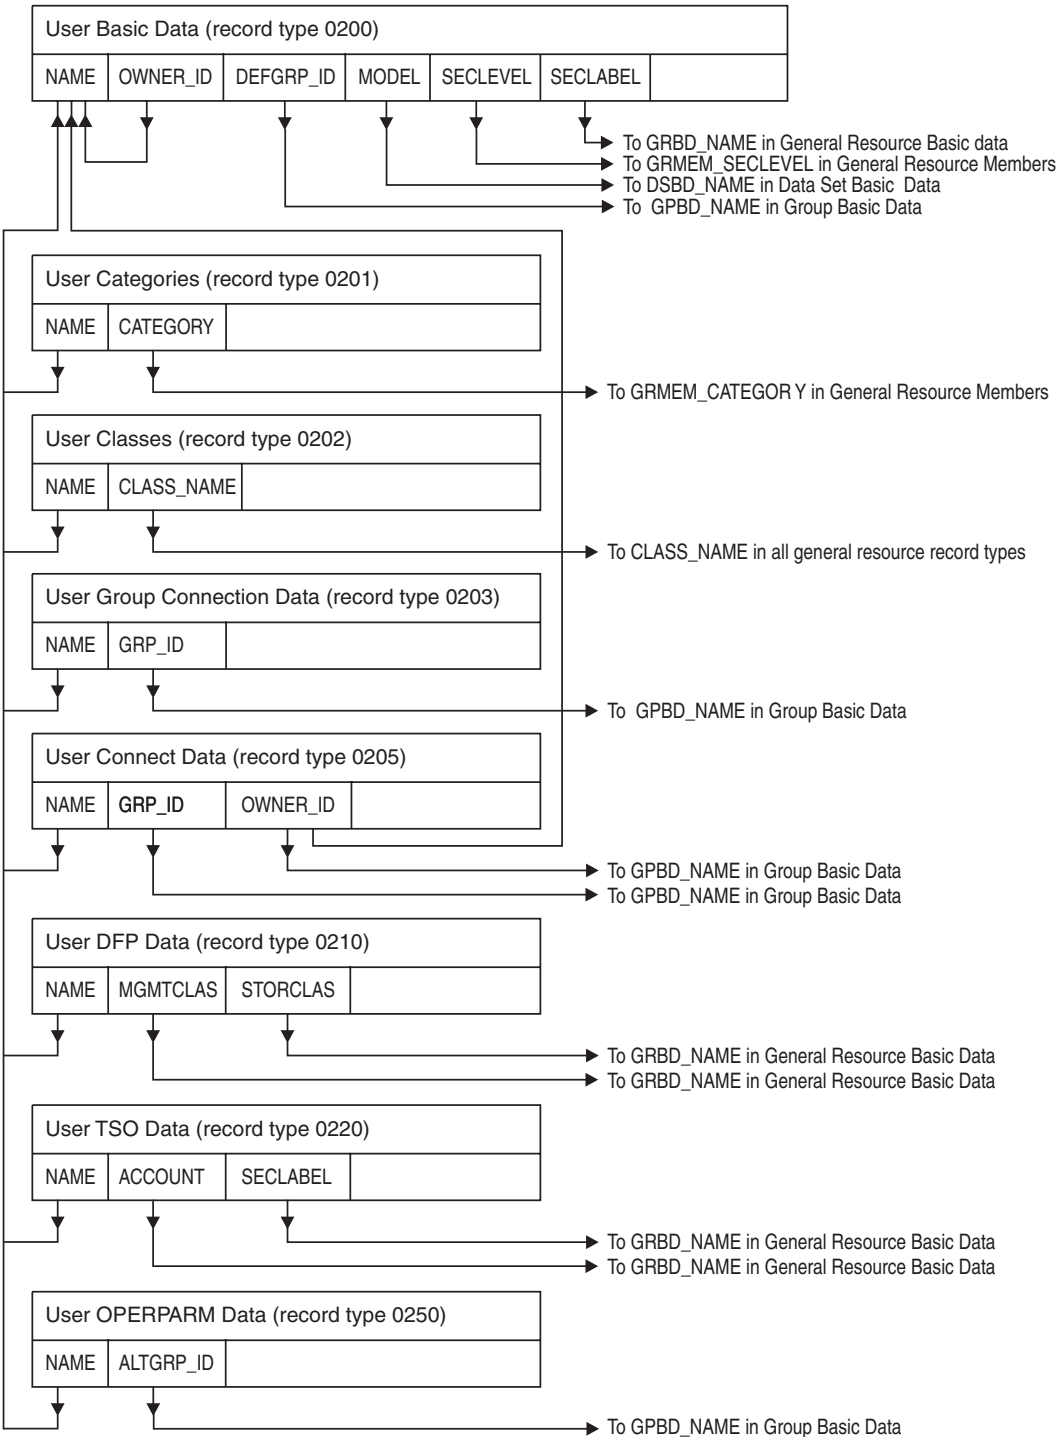 User Basic Data (record type 0200)
NAME OWNER_ID DEFGRP_ID MODEL SECLEVEL SECLABEL
To GRBD_NAME in General Resource Basic data
To GRMEM_SECLEVEL in General Resource Members
To DSBD_NAME in Data Set Basic Data
To GPBD_NAME in Group Basic Data
User Categories (record type 0201)
NAME CATEGORY
To GRMEM_CATEGOR Y in General Resource Members
User Classes (record type 0202)
NAME CLASS_NAME
To CLASS_NAME in all general resource record types
User Group Connection Data (record type 0203)
NAME GRP_ID
To GPBD_NAME in Group Basic Data
User Connect Data (record type 0205)
NAME GRP_ID OWNER_ID
To GPBD_NAME in Group Basic Data
To GPBD_NAME in Group Basic Data
User DFP Data (record type 0210)
NAME MGMTCLAS STORCLAS
To GRBD_NAME in General Resource Basic Data
To GRBD_NAME in General Resource Basic Data
User TSO Data (record type 0220)
NAME ACCOUNT SECLABEL
To GRBD_NAME in General Resource Basic Data
To GRBD_NAME in General Resource Basic Data
User OPERPARM Data (record type 0250)
NAME ALTGRP_ID
To GPBD_NAME in Group Basic Data